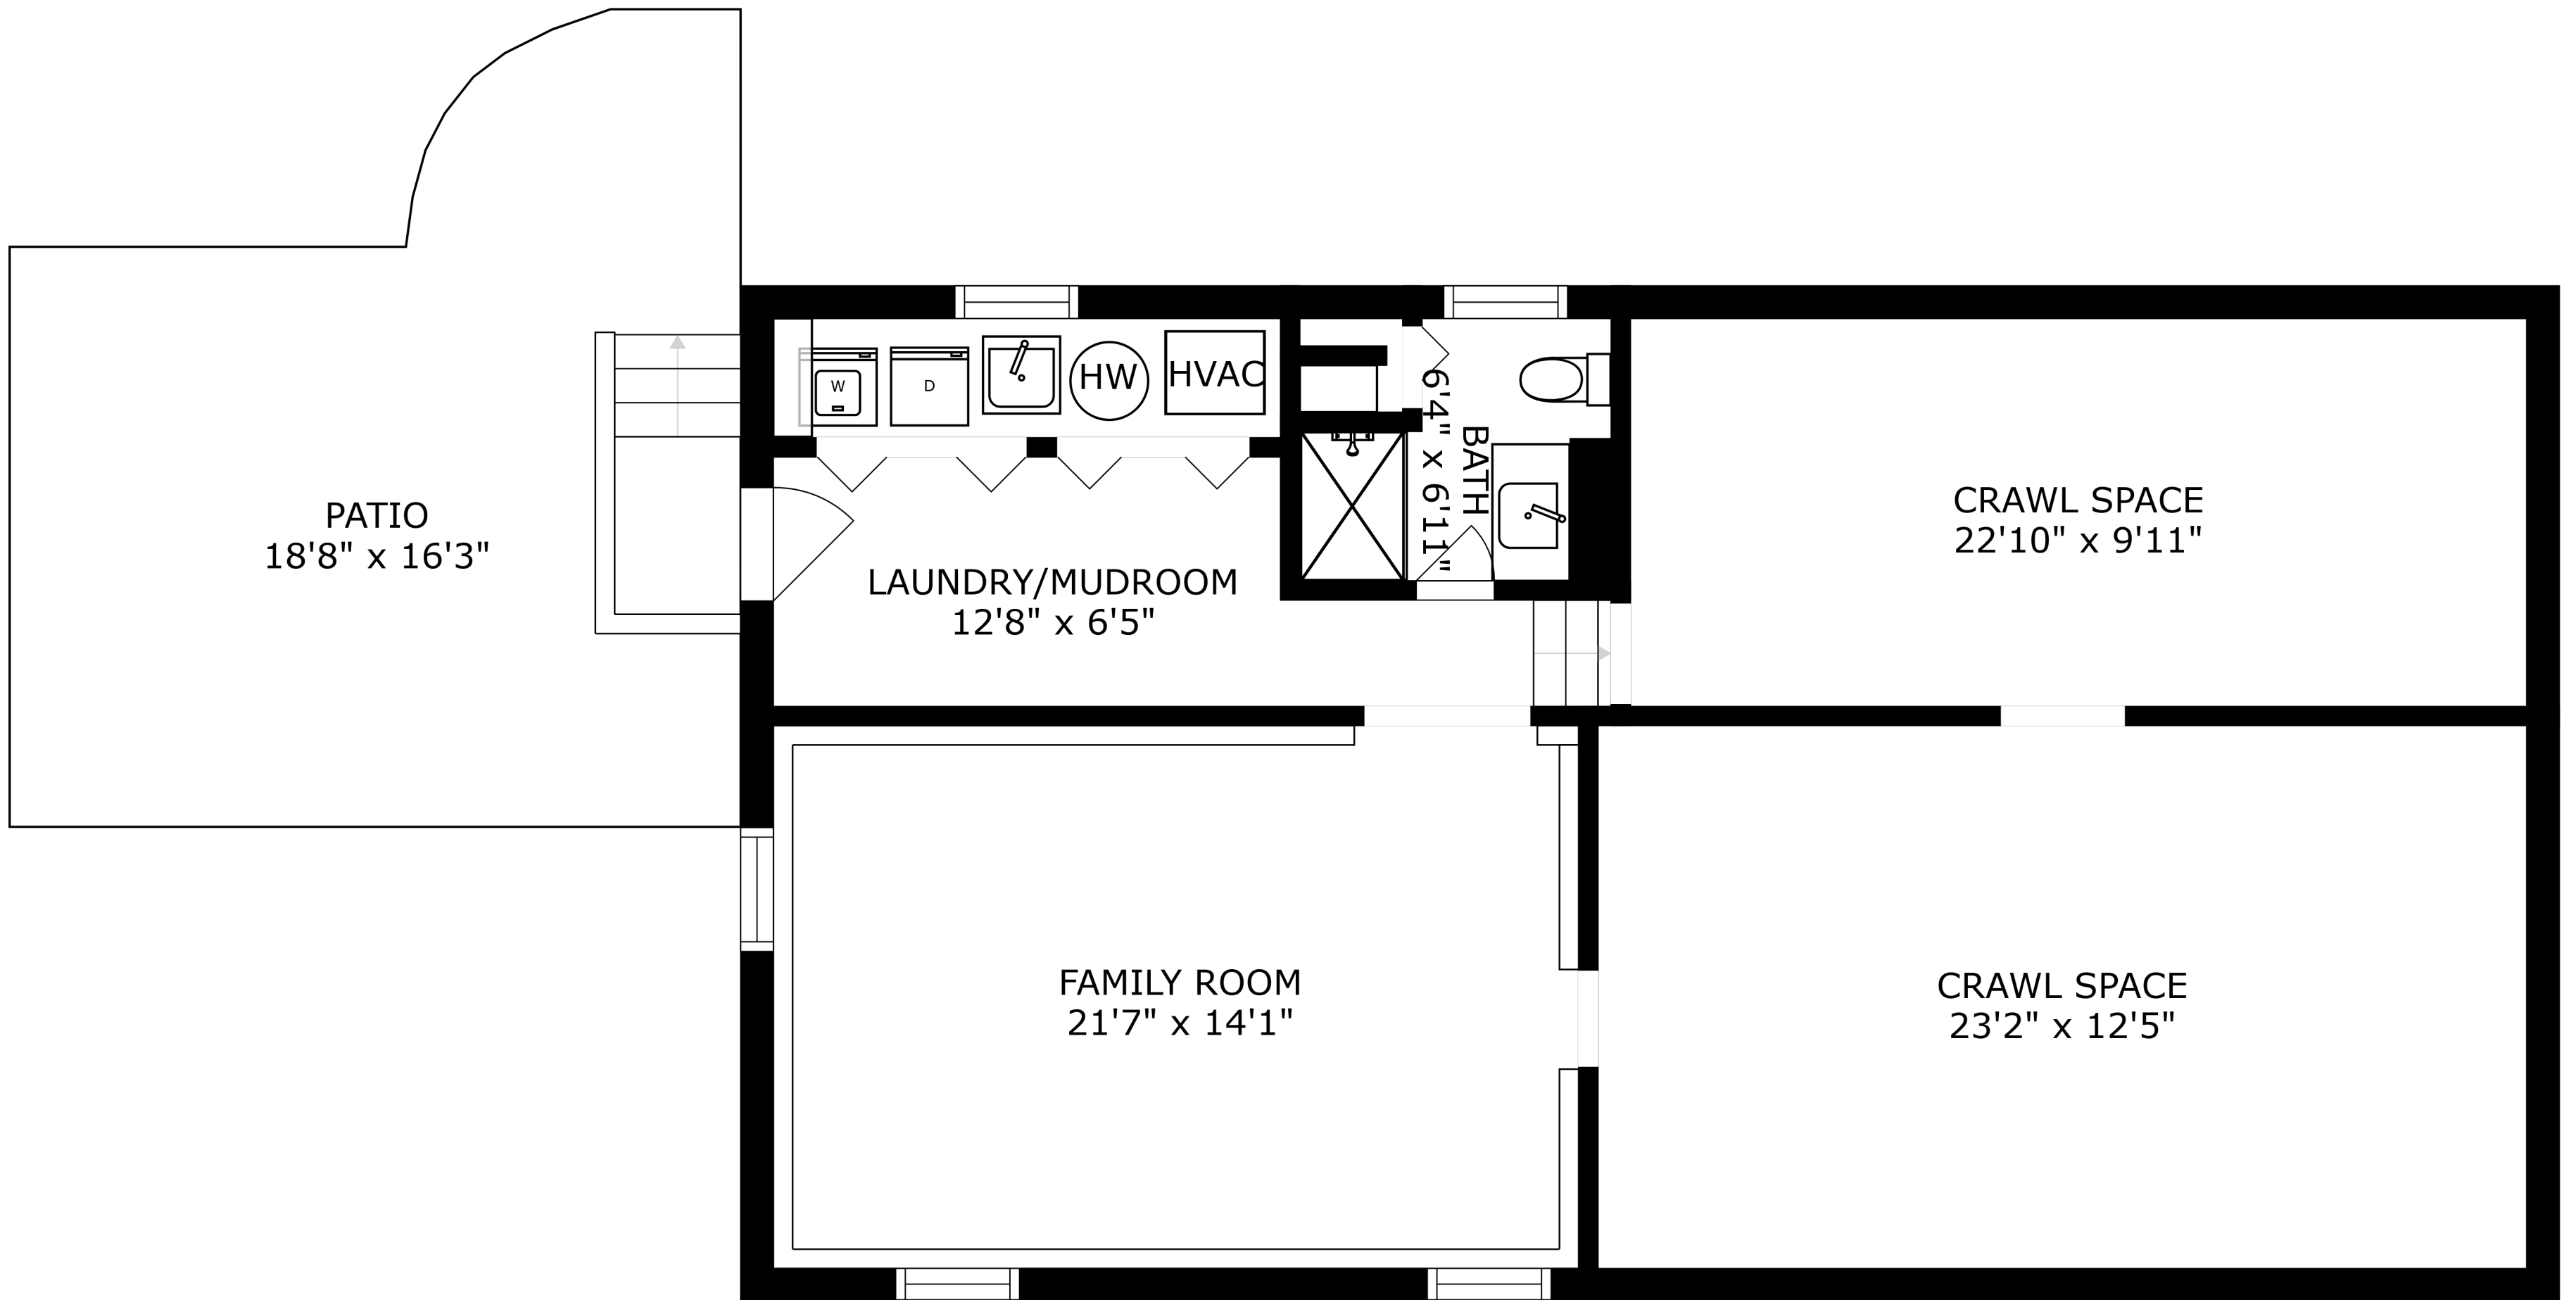 PATIO
18'8" x 16'3"
W
D
HW
HVAC
LAUNDRY/MUDROOM
12'8" x 6'5"
BATH
6'4" x 6'11"
CRAWL SPACE
22'10" x 9'11"
FAMILY ROOM
21'7" x 14'1"
CRAWL SPACE
23'2" x 12'5"